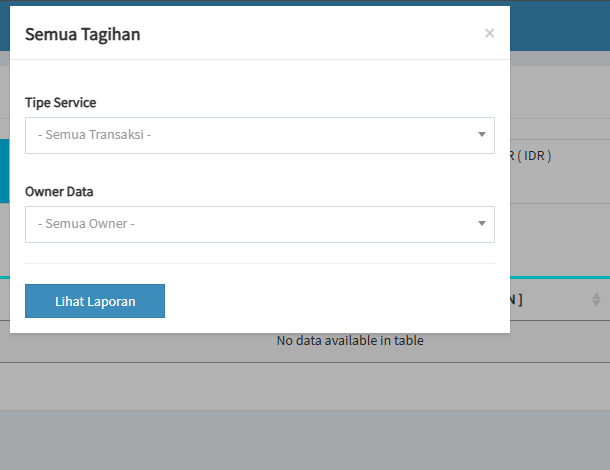 Semua Tagihan
×
Tipe Service
- Semua Transaksi -
Owner Data
- Semua Owner -
Lihat Laporan
( IDR )
]
No data available in table